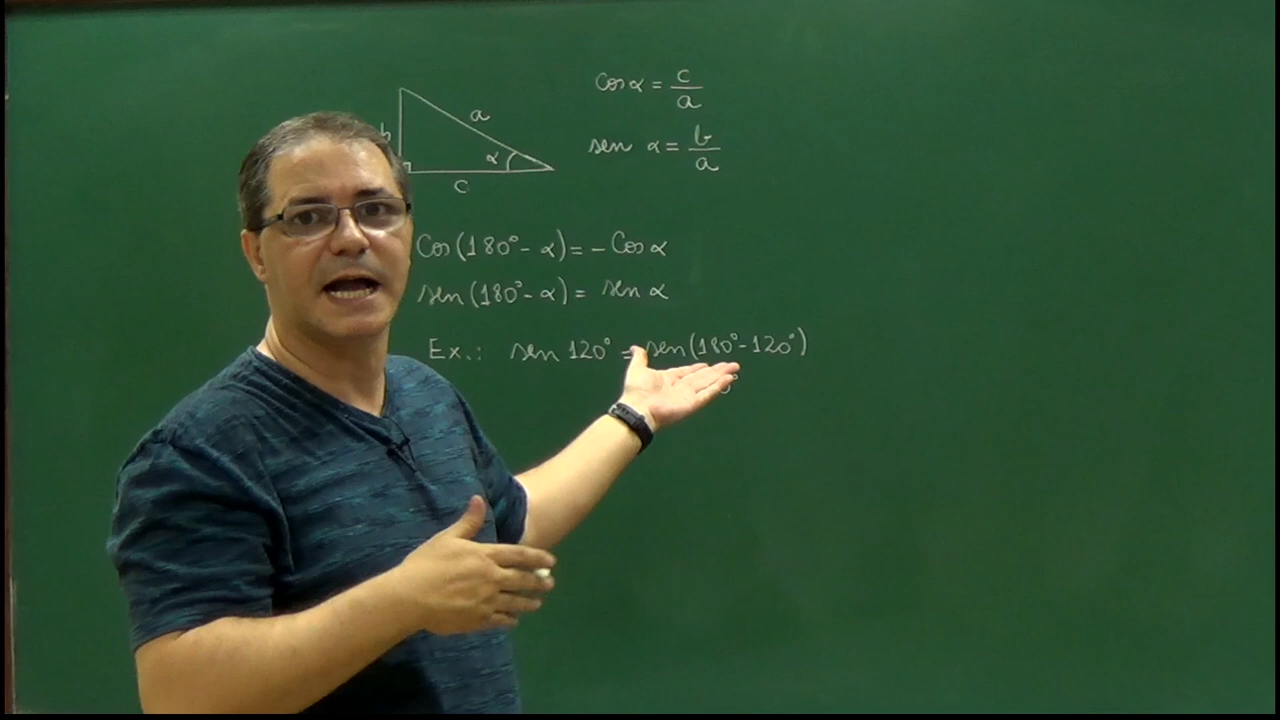 cos α = c/a
b
a
α
c
sen α = b/a
Cos(180° - α) = - Cos α
sen(180° - α) = sen α
Ex.: sen 120° = sen(180° - 120°)